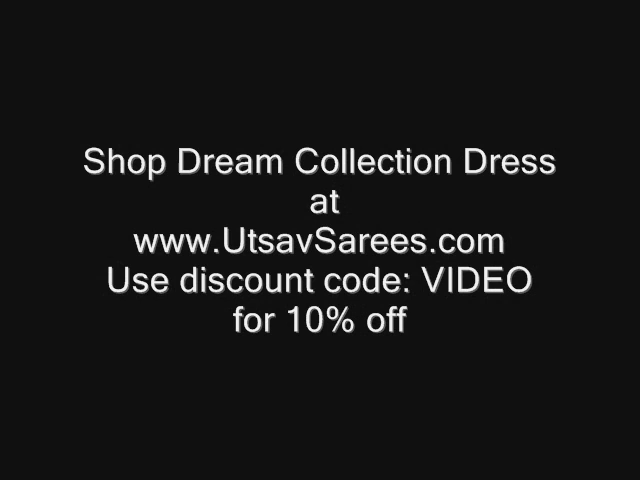 Shop Dream Collection Dress
at
www.UtsavSarees.com
Use discount code: VIDEO
for 10% off